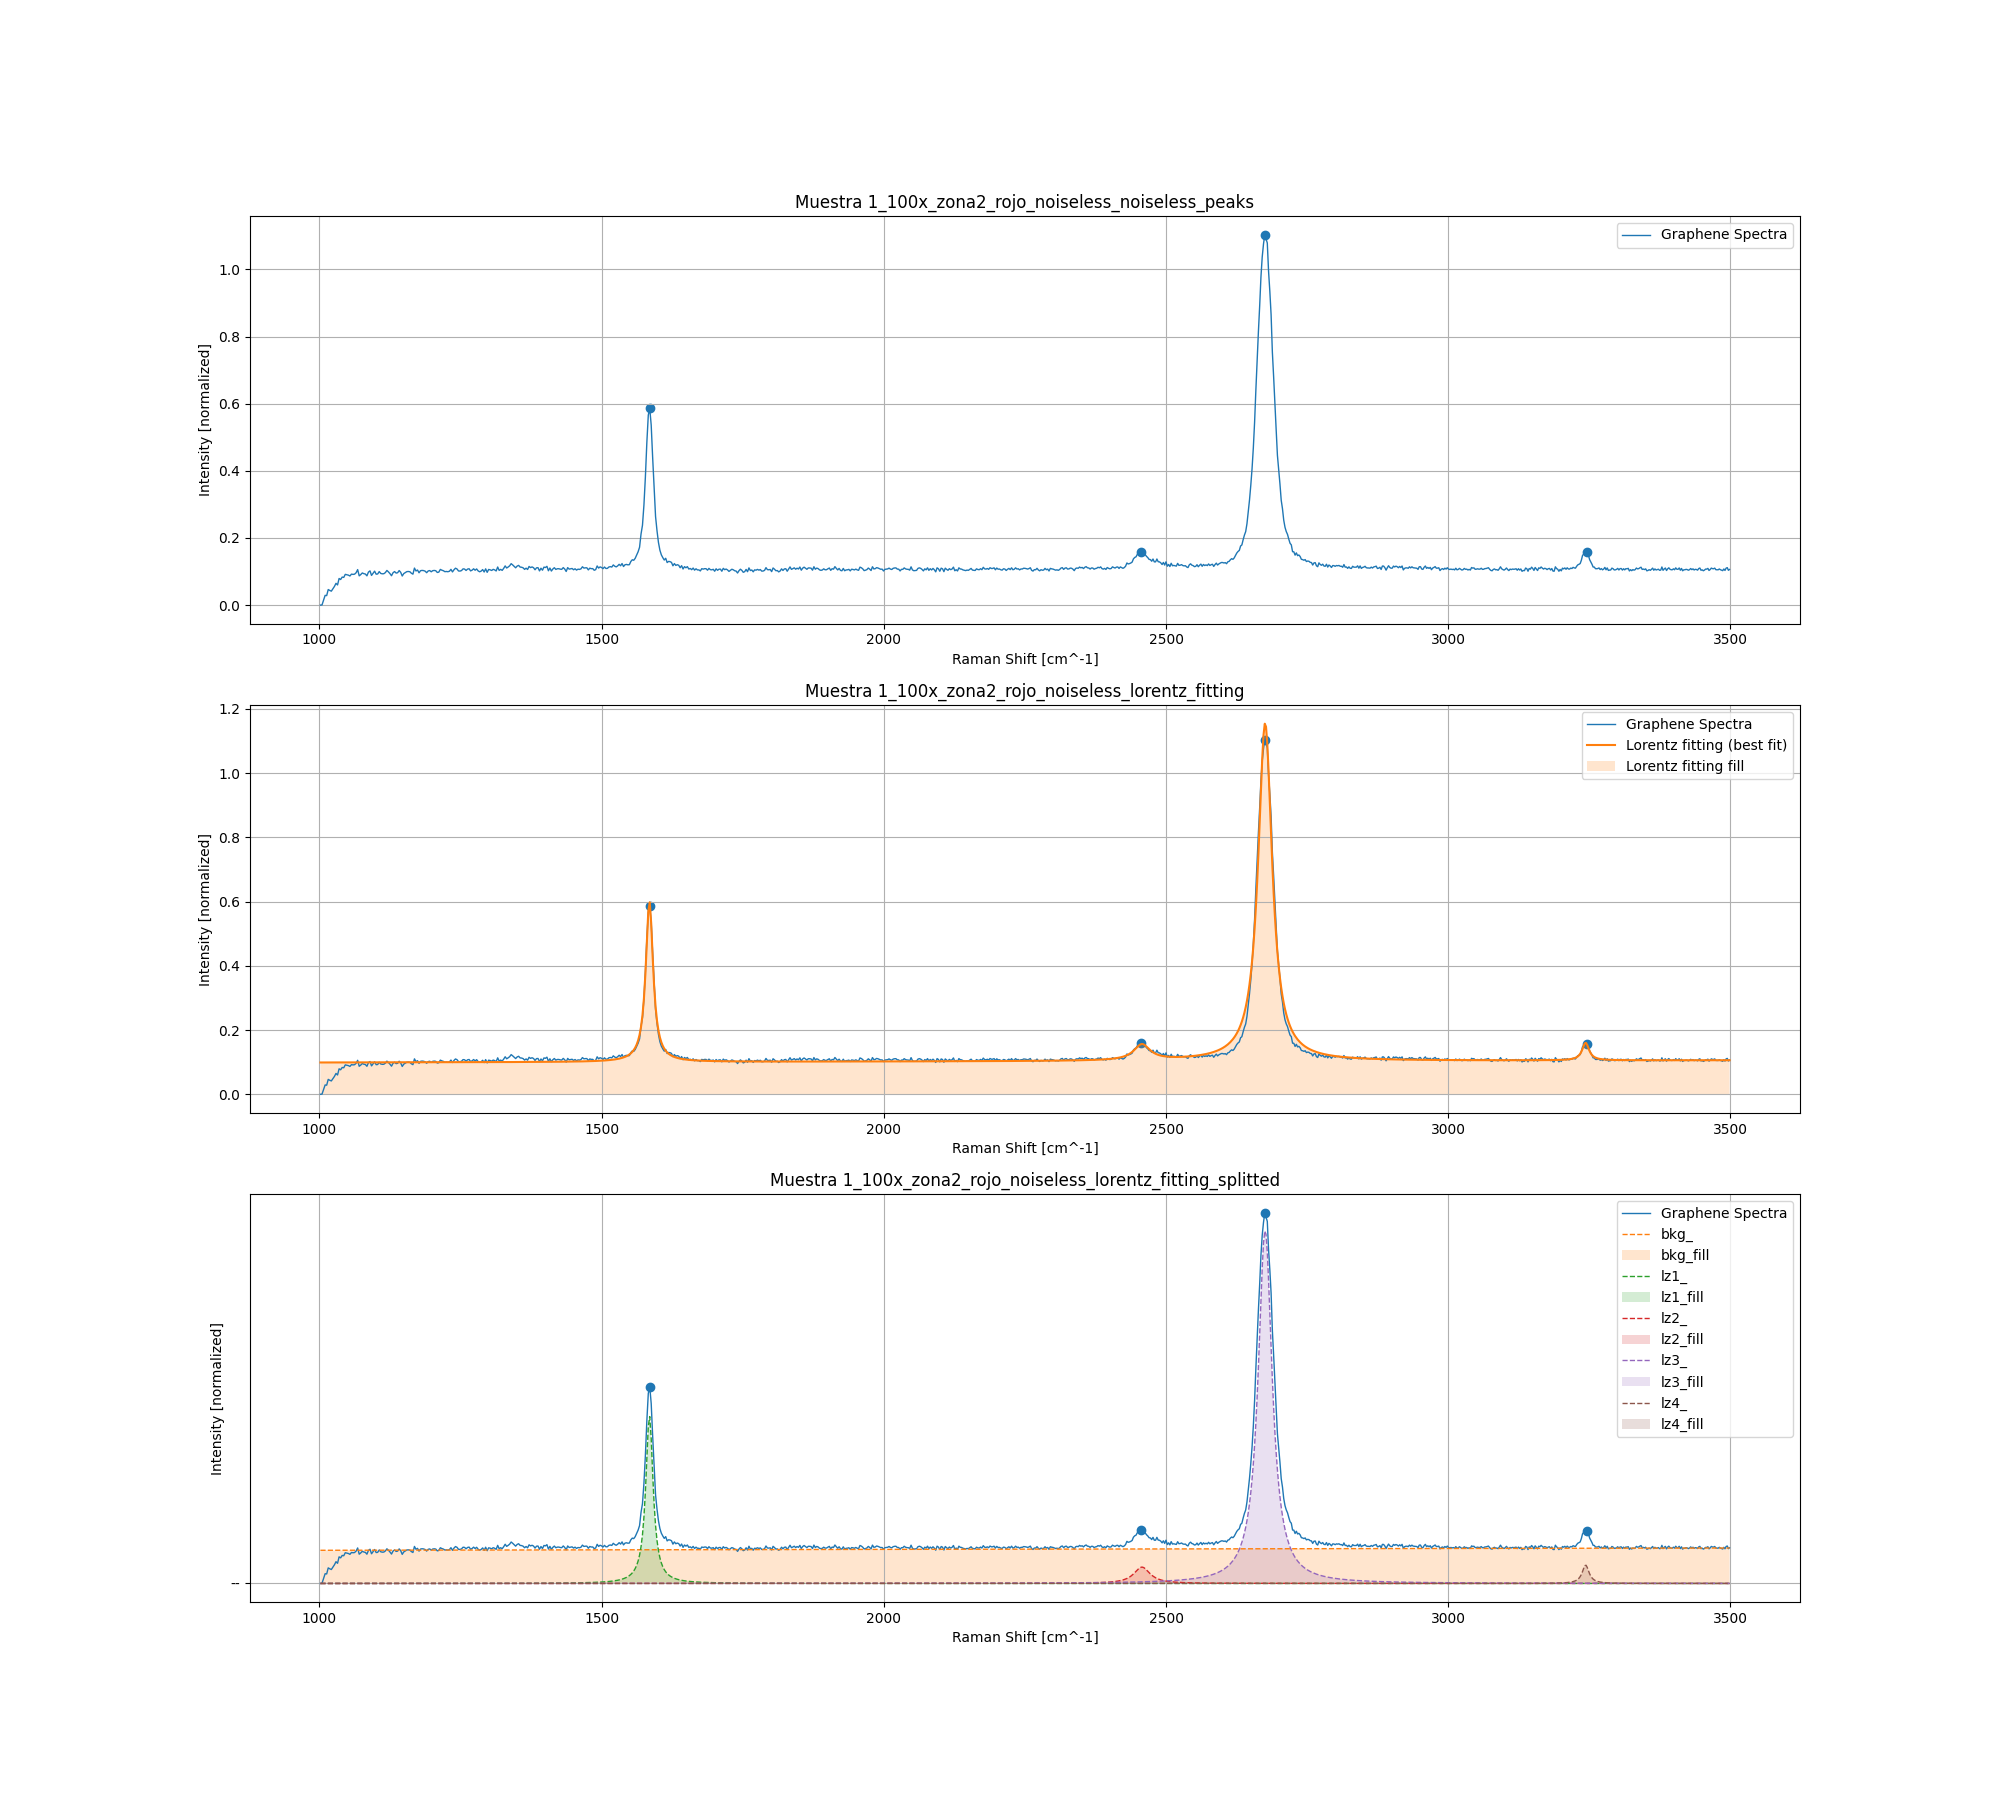 Muestra 1_100x_zona2_rojo_noiseless_noiseless_peaks
Graphene Spectra
Intensity [normalized]
1.0
0.8
0.6
0.4
0.2
0.0
1000 1500 2000 2500 3000 3500
Raman Shift [cm^-1]
Muestra 1_100x_zona2_rojo_noiseless_lorentz_fitting
Graphene Spectra
Lorentz fitting (best fit)
Lorentz fitting fill
Intensity [normalized]
1.2
1.0
0.8
0.6
0.4
0.2
0.0
1000 1500 2000 2500 3000 3500
Raman Shift [cm^-1]
Muestra 1_100x_zona2_rojo_noiseless_lorentz_fitting_splitted
Graphene Spectra
bkg_
bkg_fill
lz1_
lz1_fill
lz2_
lz2_fill
lz3_
lz3_fill
lz4_
lz4_fill
Intensity [normalized]
--
1000 1500 2000 2500 3000 3500
Raman Shift [cm^-1]